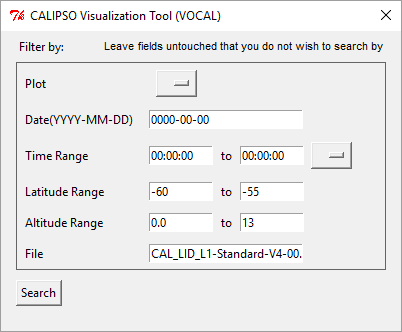 CALIPSO Visualization Tool (VOCAL)
Filter by: Leave fields untouched that you do not wish to search by
Plot
Date(YYYY-MM-DD) 0000-00-00
Time Range 00:00:00 to 00:00:00
Latitude Range -60 to -55
Altitude Range 0.0 to 13
File CAL_LID_L1-Standard-V4-00.
Search